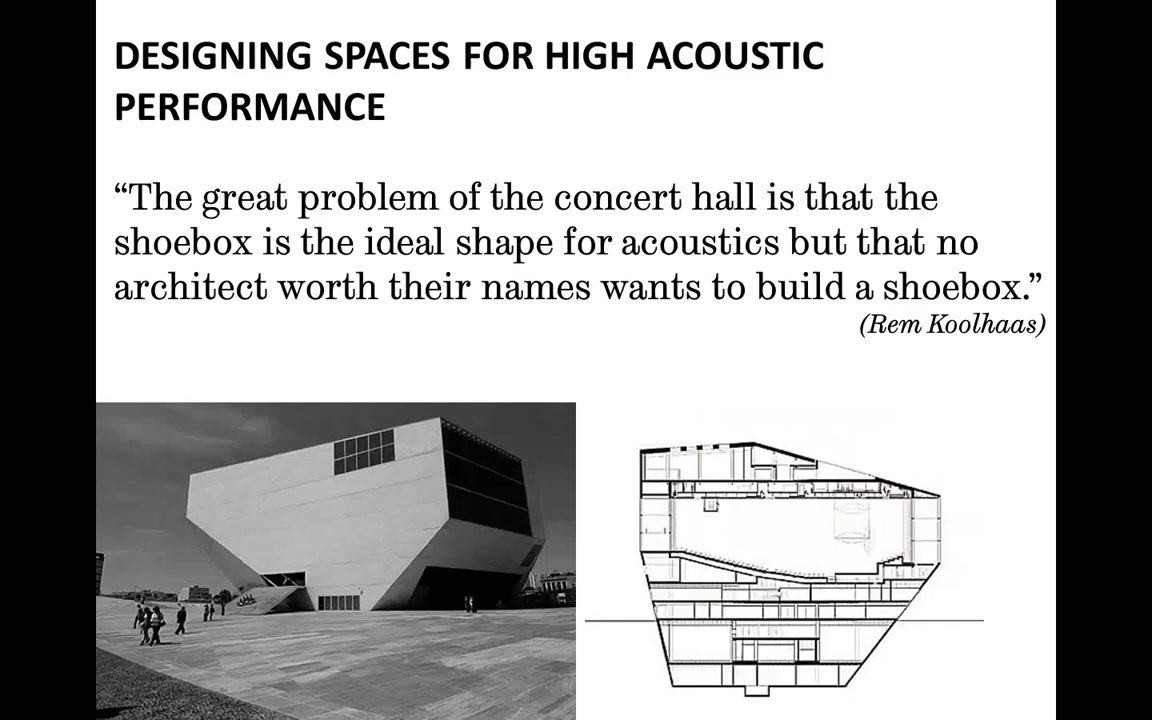 DESIGNING SPACES FOR HIGH ACOUSTIC
PERFORMANCE
“The great problem of the concert hall is that the
shoebox is the ideal shape for acoustics but that no
architect worth their names wants to build a shoebox.”
(Rem Koolhaas)